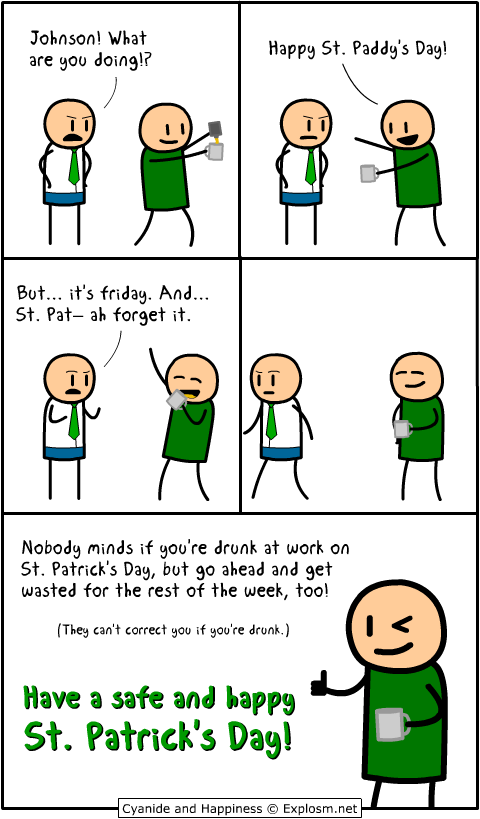 Johnson! What
are you doing!?
Happy St. Paddy's Day!
But... it's friday. And...
St. Pat— ah forget it.
Nobody minds if you're drunk at work on
St. Patrick's Day, but go ahead and get
wasted for the rest of the week, too!
(They can't correct you if you're drunk.)
Have a safe and happy
St. Patrick's Day!
Cyanide and Happiness © Explosm.net